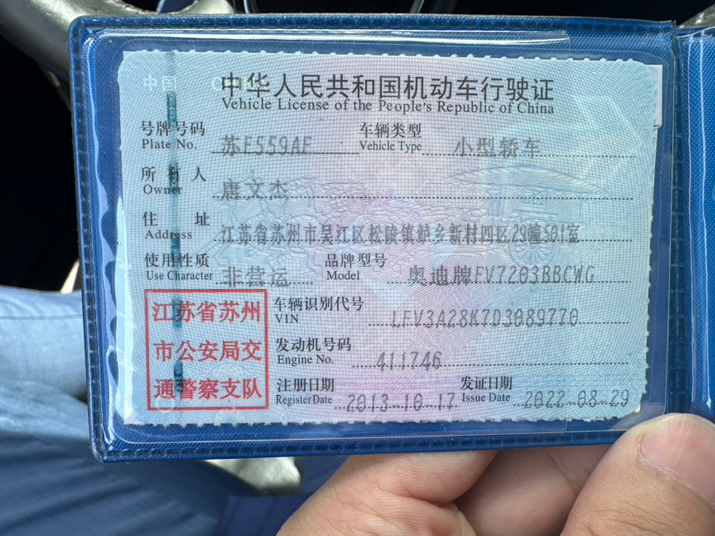 中华人民共和国机动车行驶证
Vehicle License of the People's Republic of China
号牌号码 苏E559AF 车辆类型 小型轿车
Plate No. Vehicle Type
所有人 唐文杰
Owner
住址 江苏省苏州市吴江区松陵镇鲈乡新村四区29幢501室
Address
使用性质 非营运 品牌型号 奥迪牌FV7203BBCWG
Use Character Model
江苏省苏州
市公安局交
通警察支队
车辆识别代号 LFV3A28K7D3089770
VIN
发动机号码 411746
Engine No.
注册日期 2013-10-17 发证日期 2022-08-29
Register Date Issue Date